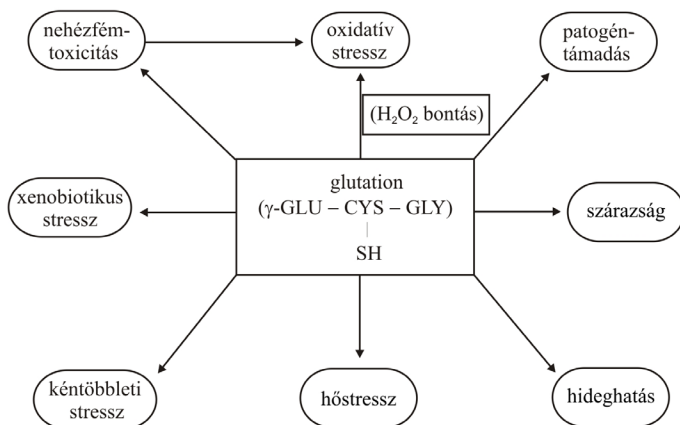 nehézfém-
toxicitás
oxidatív
stressz
patogén-
támadás
(H₂O₂ bontás)
xenobiotikus
stressz
glutation
(γ-GLU – CYS – GLY)
SH
szárazság
kéntöbbleti
stressz
hőstressz
hideghatás